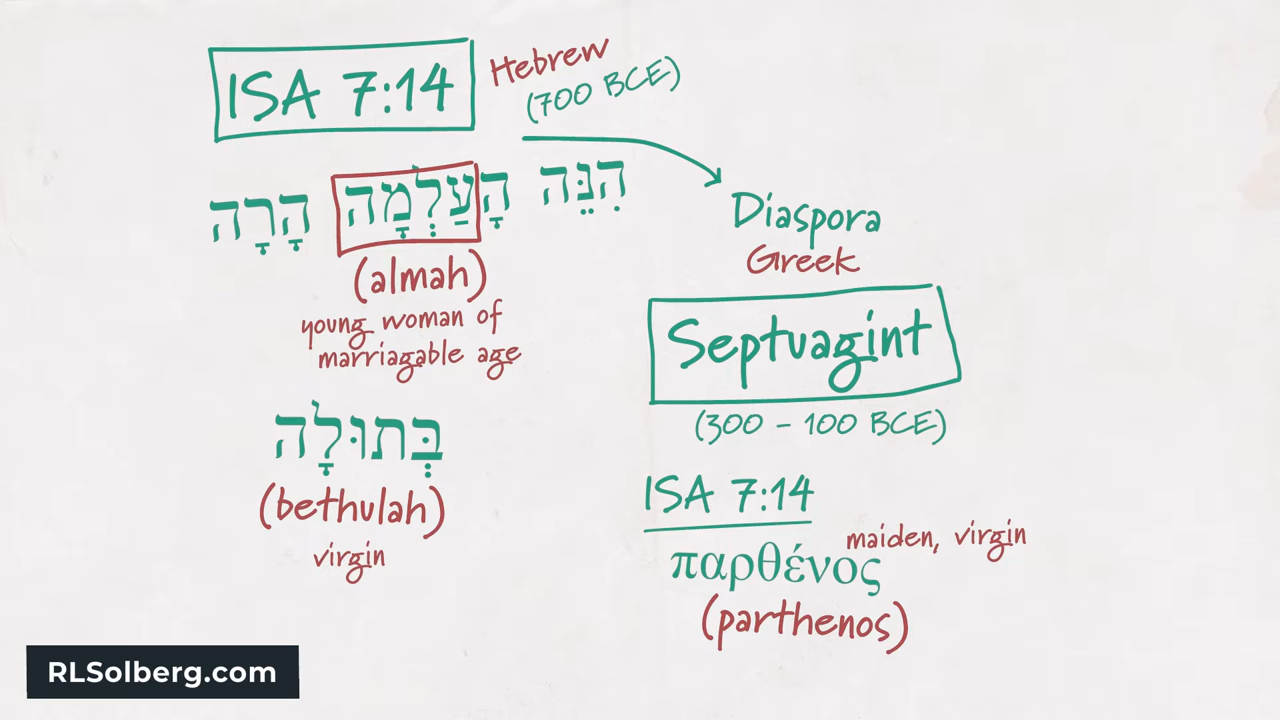 ISA 7:14
Hebrew
(700 BCE)
הִנֵּה הָעַלְמָה הָרָה
(almah)
young woman of
marriagable age
בְּתוּלָה
(bethulah)
virgin
Diaspora
Greek
Septuagint
(300 - 100 BCE)
ISA 7:14
maiden, virgin
παρθένος
(parthenos)
RLSolberg.com